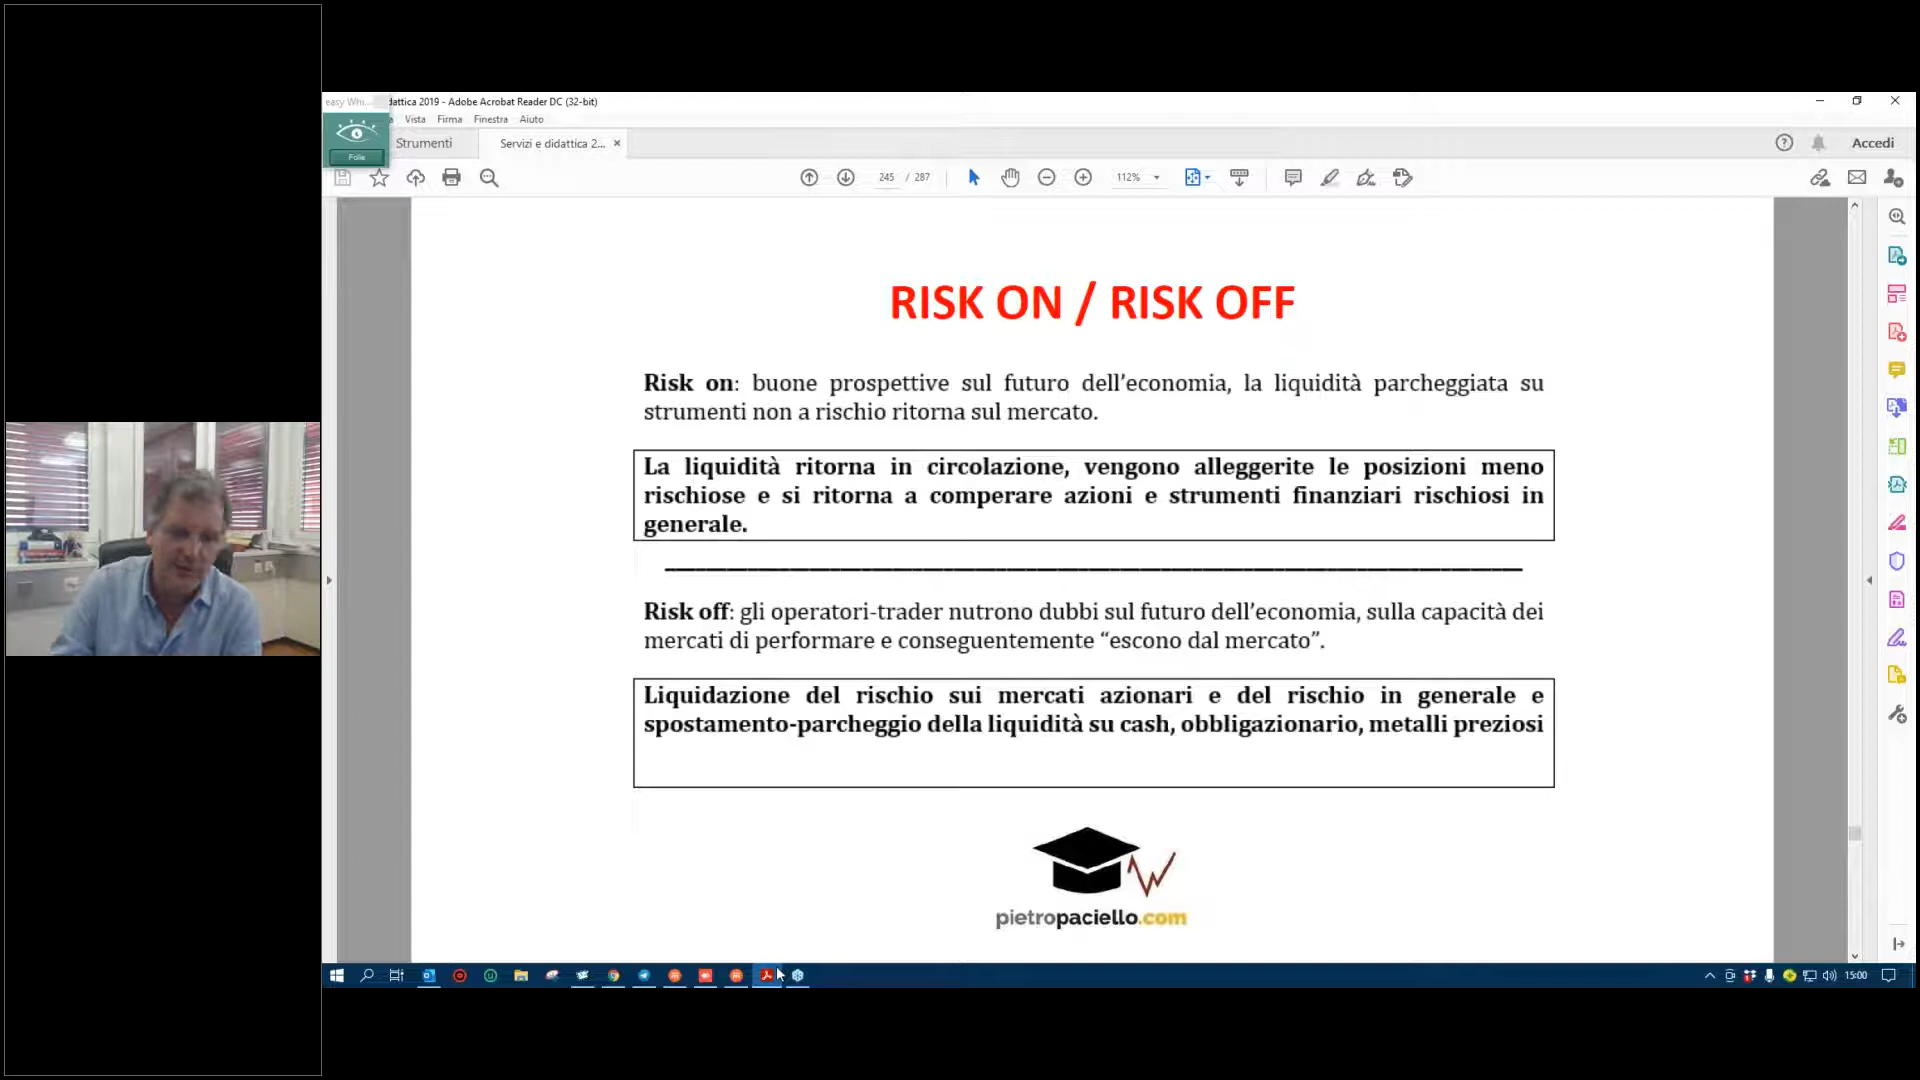 easy Whi... dattica 2019 - Adobe Acrobat Reader DC (32-bit)
Vista Firma Finestra Aiuto
Folie
Strumenti Servizi e didattica 2... Accedi
245 / 287 112%
RISK ON / RISK OFF
Risk on: buone prospettive sul futuro dell’economia, la liquidità parcheggiata su
strumenti non a rischio ritorna sul mercato.
La liquidità ritorna in circolazione, vengono alleggerite le posizioni meno
rischiose e si ritorna a comperare azioni e strumenti finanziari rischiosi in
generale.
Risk off: gli operatori-trader nutrono dubbi sul futuro dell’economia, sulla capacità dei
mercati di performare e conseguentemente “escono dal mercato”.
Liquidazione del rischio sui mercati azionari e del rischio in generale e
spostamento-parcheggio della liquidità su cash, obbligazionario, metalli preziosi
pietropaciello.com
15:00